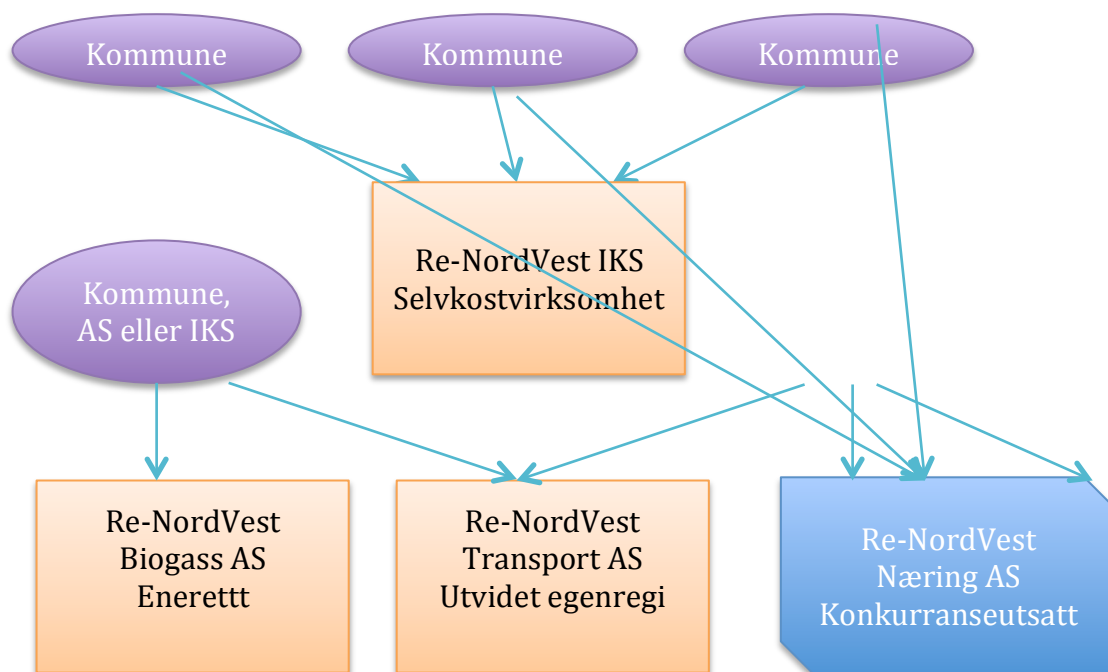 Kommune
Kommune
Kommune
Re-NordVest IKS
Selvkostvirksomhet
Kommune,
AS eller IKS
Re-NordVest
Biogass AS
Enerettt
Re-NordVest
Transport AS
Utvidet egenregi
Re-NordVest
Næring AS
Konkurranseutsatt